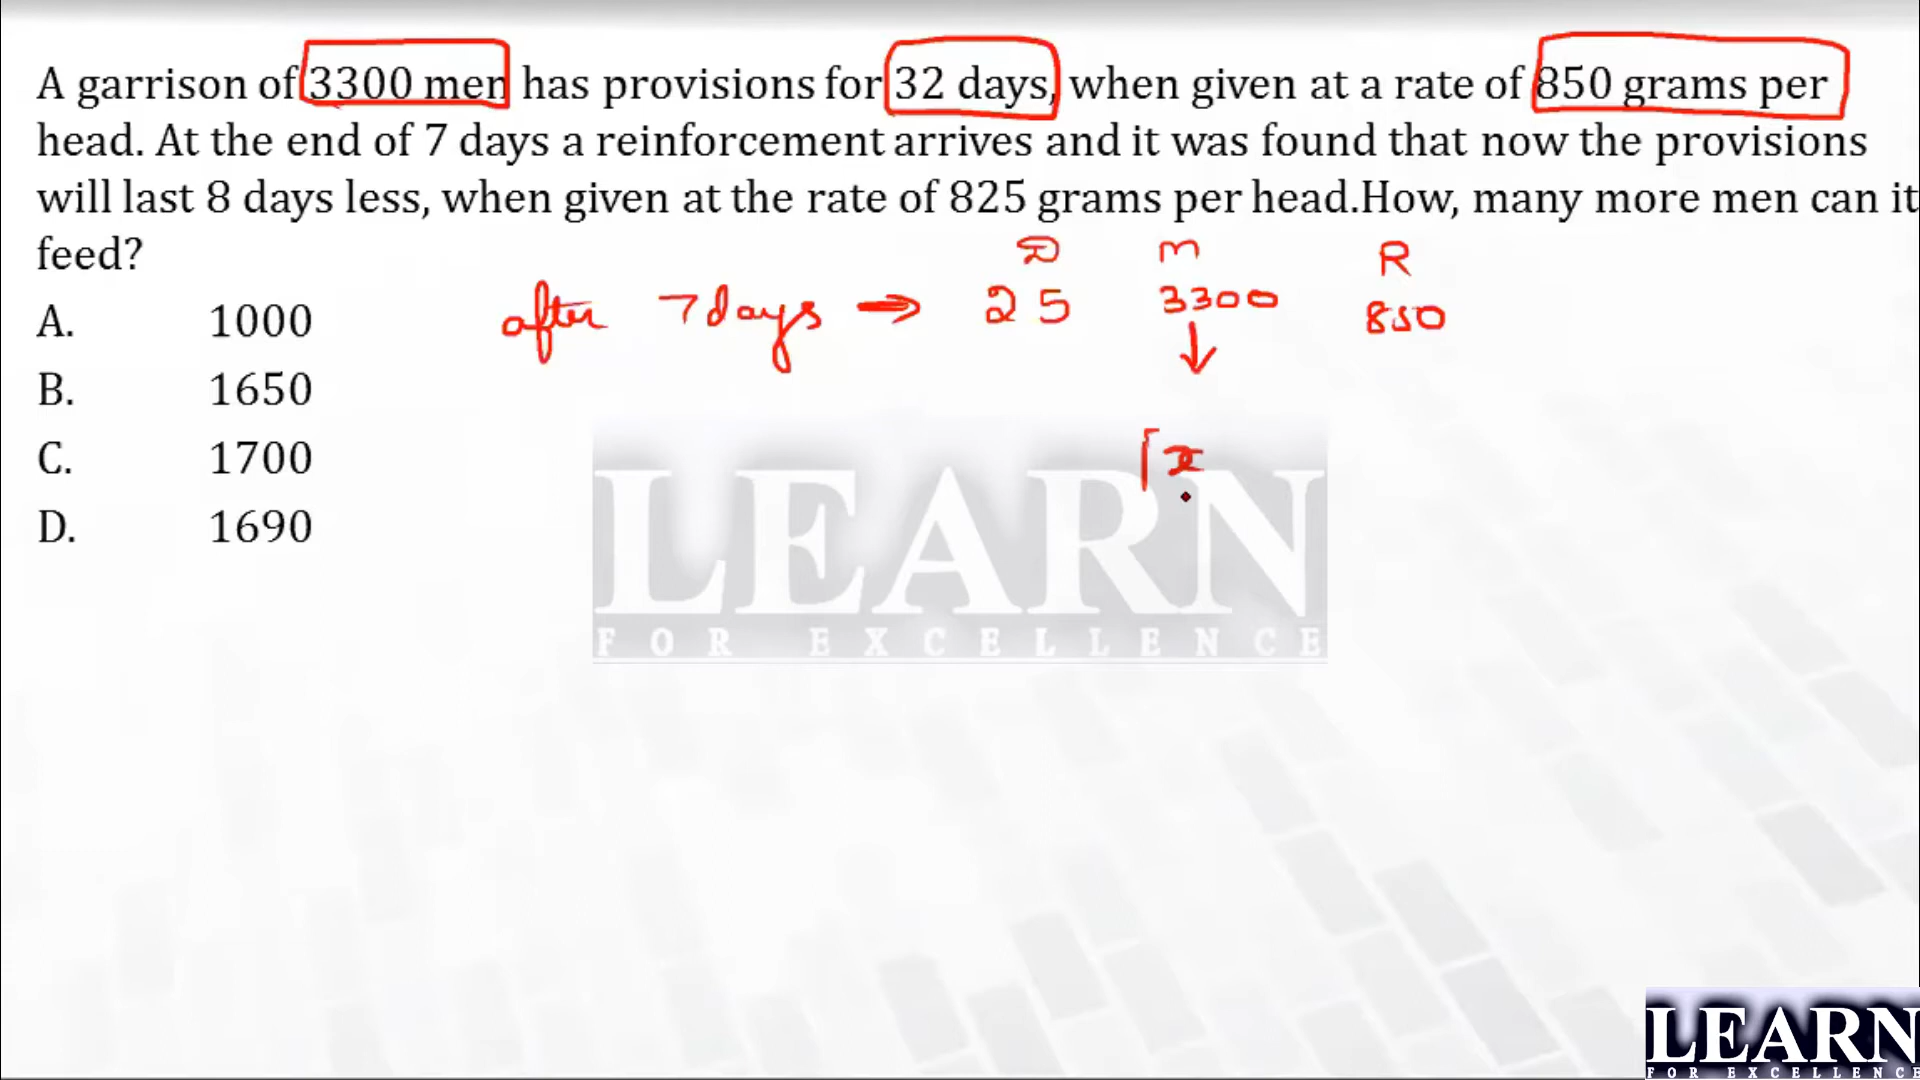 A garrison of 3300 men has provisions for 32 days, when given at a rate of 850 grams per
head. At the end of 7 days a reinforcement arrives and it was found that now the provisions
will last 8 days less, when given at the rate of 825 grams per head.How, many more men can it
feed?
D M R
after 7 days → 25 3300 850
↓
A. 1000
B. 1650
C. 1700
D. 1690
[x
LEARN
FOR EXCELLENCE
LEARN
FOR EXCELLENCE